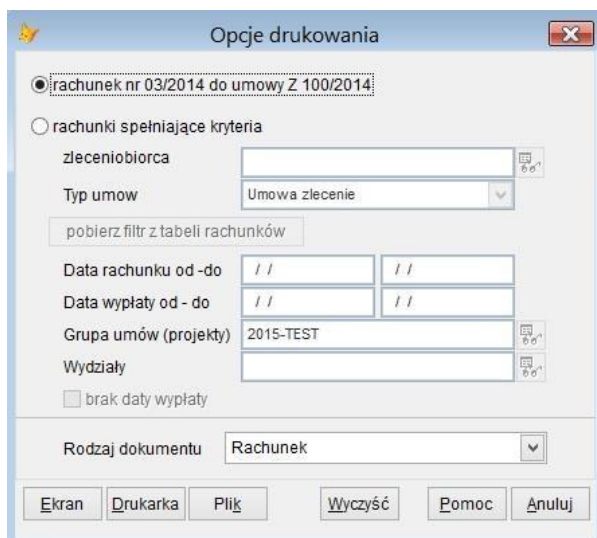 Opcje drukowania
rachunek nr 03/2014 do umowy Z 100/2014
rachunki spełniające kryteria
zleceniobiorca
Typ umow Umowa zlecenie
pobierz filtr z tabeli rachunków
Data rachunku od -do / / / /
Data wypłaty od - do / / / /
Grupa umów (projekty) 2015-TEST
Wydziały
brak daty wypłaty
Rodzaj dokumentu Rachunek
Ekran Drukarka Plik Wyczyść Pomoc Anuluj